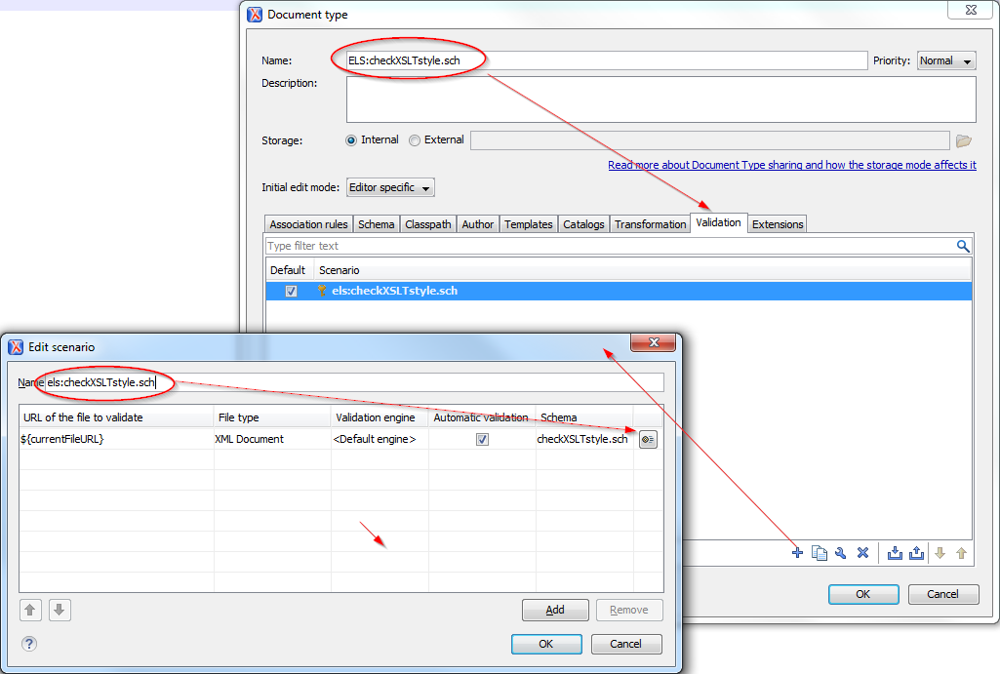 Document type
Name: ELS:checkXSLTstyle.sch Priority: Normal
Description:
Storage: Internal External
Read more about Document Type sharing and how the storage mode affects it
Initial edit mode: Editor specific
Association rules Schema Classpath Author Templates Catalogs Transformation Validation Extensions
Type filter text
Default Scenario
els:checkXSLTstyle.sch
OK Cancel
Edit scenario
Name els:checkXSLTstyle.sch
URL of the file to validate File type Validation engine Automatic validation Schema
${currentFileURL} XML Document <Default engine> checkXSLTstyle.sch
Add Remove
? OK Cancel